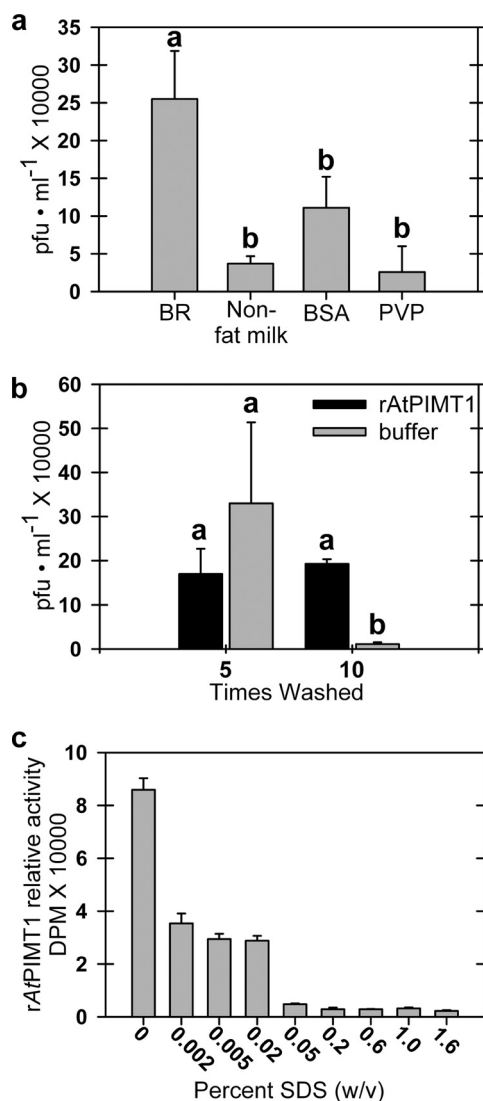 a
35
30
25
20
15
10
5
0
pfu • ml⁻¹ X 10000
a
b
b
b
BR
Non-
fat milk
BSA
PVP
b
60
50
40
30
20
10
0
pfu • ml⁻¹ X 10000
rAtPIMT1
buffer
a
a
a
b
5
10
Times Washed
c
10
8
6
4
2
0
rAtPIMT1 relative activity
DPM X 10000
0
0.002
0.005
0.02
0.05
0.2
0.6
1.0
1.6
Percent SDS (w/v)